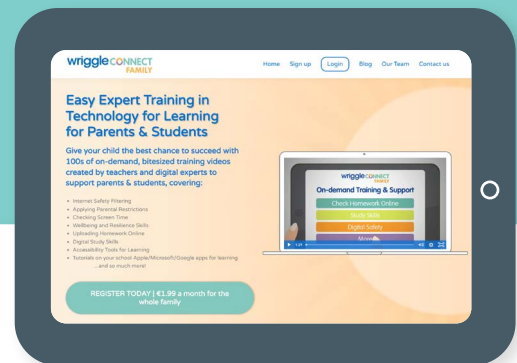 wriggle CONNECT
FAMILY
Home Sign up Login Blog Our Team Contact us
Easy Expert Training in
Technology for Learning
for Parents & Students
Give your child the best chance to succeed with
100s of on-demand, bitesized training videos
created by teachers and digital experts to
support parents & students, covering:
• Internet Safety Filtering
• Applying Parental Restrictions
• Checking Screen Time
• Wellbeing and Resilience Skills
• Uploading Homework Online
• Digital Study Skills
• Accessibility Tools for Learning
• Tutorials on your school Apple/Microsoft/Google apps for learning
...and so much more!
REGISTER TODAY | €1.99 a month for the
whole family
wriggle CONNECT
FAMILY
On-demand Training & Support
Check Homework Online
Study Skills
Digital Safety